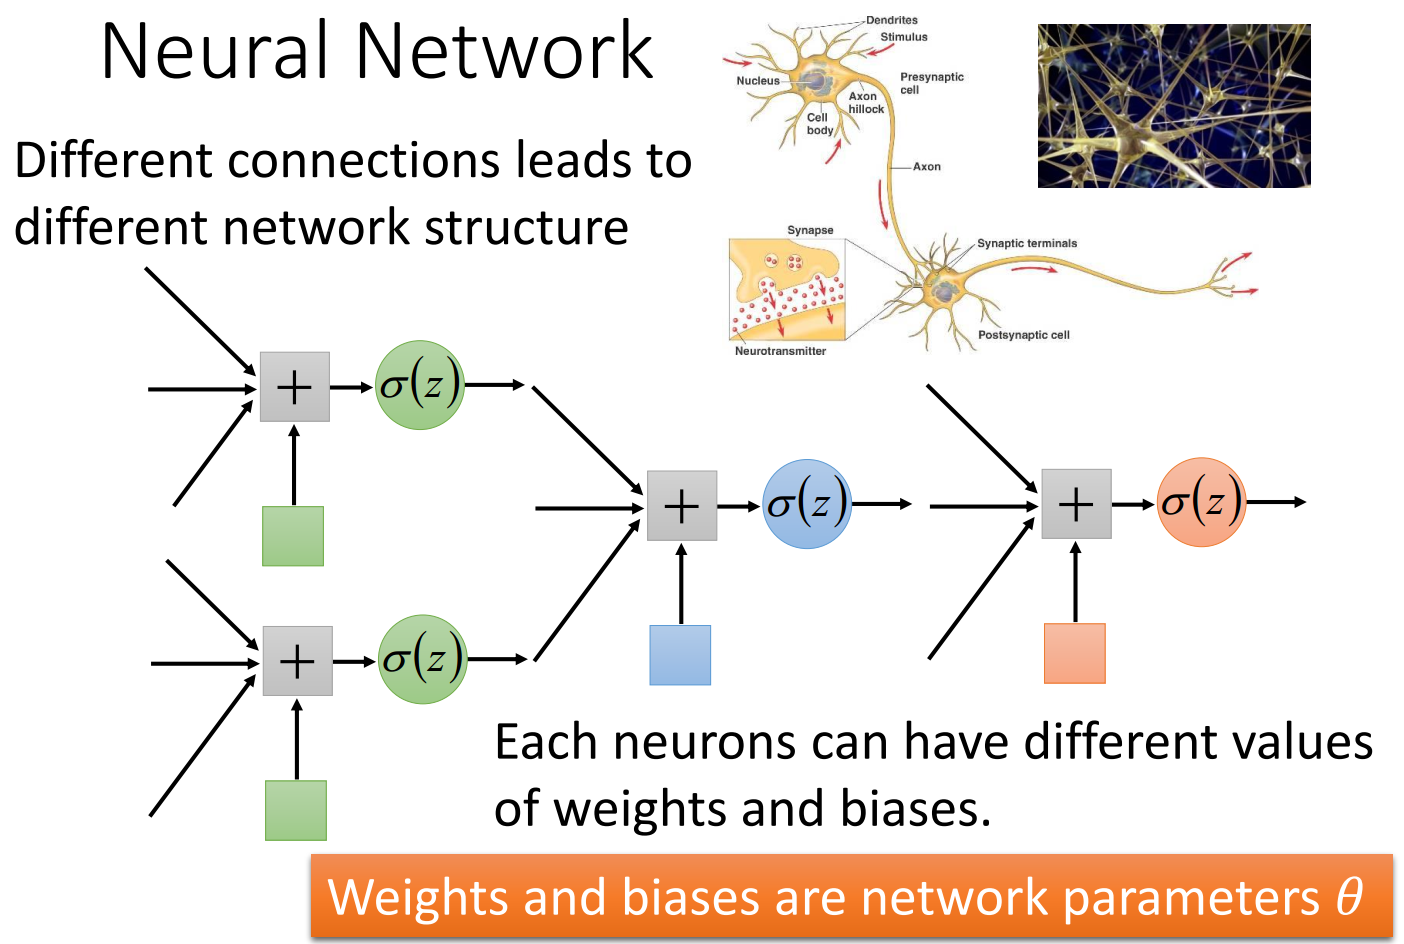 Neural Network
Different connections leads to
different network structure
Dendrites
Stimulus
Nucleus
Presynaptic
cell
Axon
hillock
Cell
body
Axon
Synapse
Synaptic terminals
Postsynaptic cell
Neurotransmitter
+
σ(z)
+
σ(z)
+
σ(z)
+
σ(z)
Each neurons can have different values
of weights and biases.
Weights and biases are network parameters θ